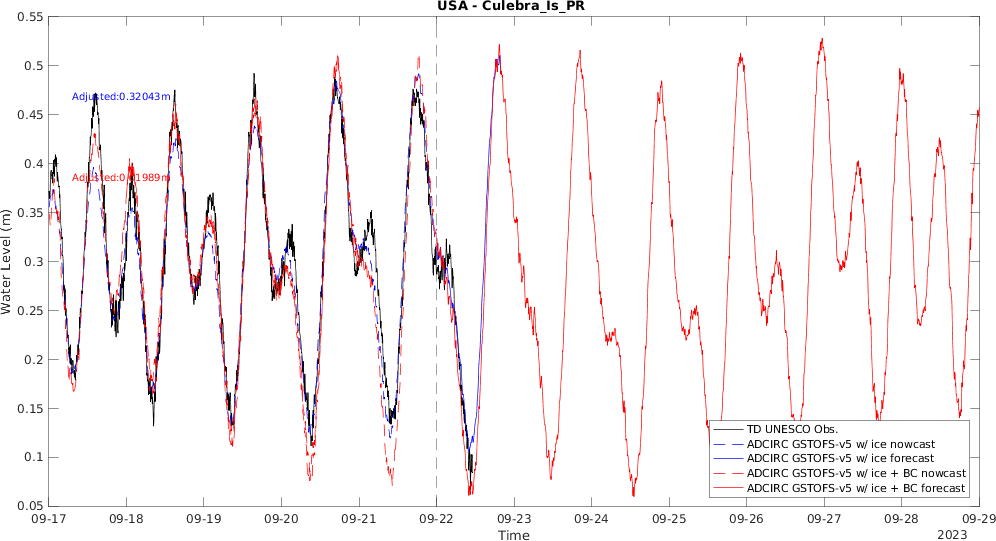 USA - Culebra_Is_PR
0.55
0.5
0.45
0.4
0.35
0.3
0.25
0.2
0.15
0.1
0.05
Water Level (m)
Adjusted:0.32043m
TD UNESCO Obs.
ADCIRC GSTOFS-v5 w/ ice nowcast
ADCIRC GSTOFS-v5 w/ ice forecast
ADCIRC GSTOFS-v5 w/ ice + BC nowcast
ADCIRC GSTOFS-v5 w/ ice + BC forecast
09-17 09-18 09-19 09-20 09-21 09-22 09-23 09-24 09-25 09-26 09-27 09-28 09-29
Time
2023